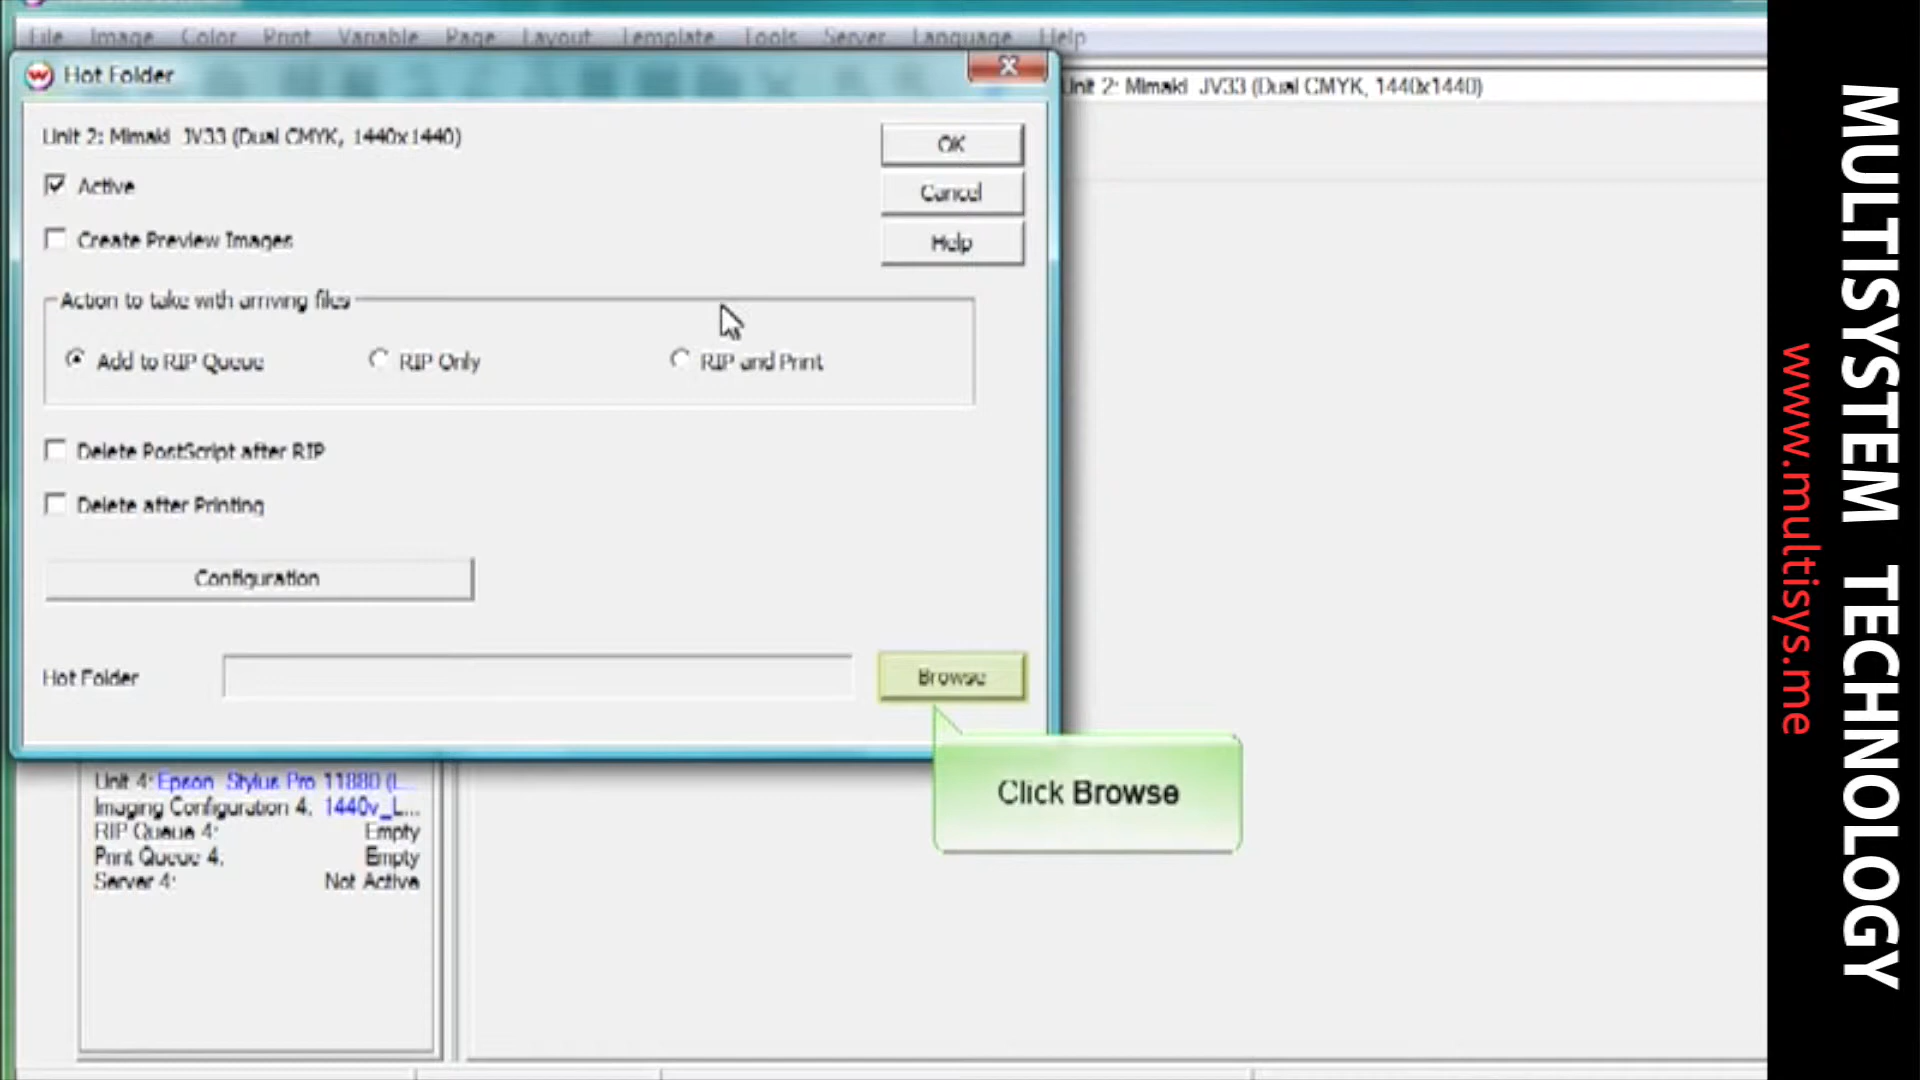 File Image Color Print Variable Page Layout Template Tools Server Language Help
Hot Folder
Unit 2: Mimaki JV33 (Dual CMYK, 1440x1440)
Unit 2: Mimaki JV33 (Dual CMYK, 1440x1440)
OK
Active
Cancel
Create Preview Images
Help
Action to take with arriving files
Add to RIP Queue RIP Only RIP and Print
Delete PostScript after RIP
Delete after Printing
Configuration
Hot Folder
Browse
Click Browse
Unit 4: Epson Stylus Pro 11880 (L...
Imaging Configuration 4: 1440v_L...
RIP Queue 4: Empty
Print Queue 4: Empty
Server 4: Not Active
MULTISYSTEM TECHNOLOGY
www.multisys.me